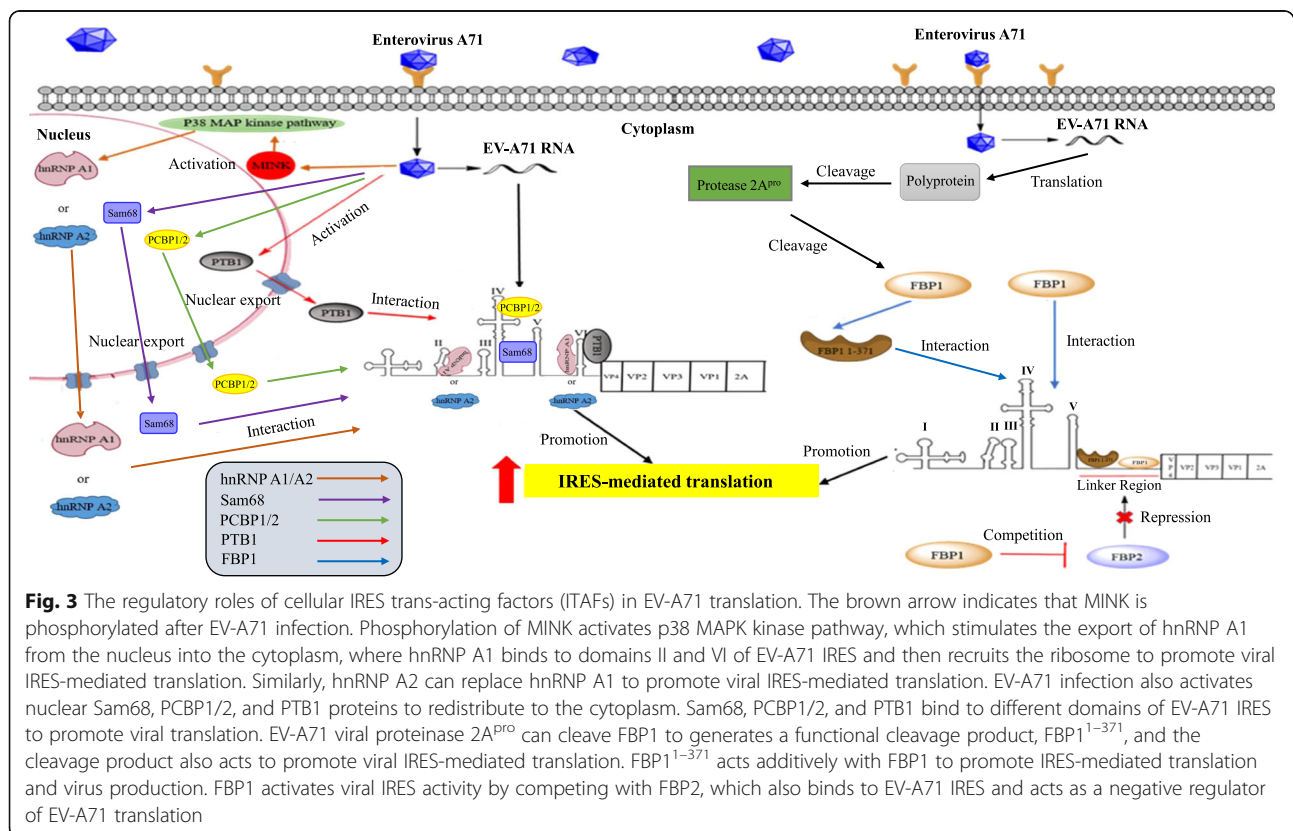 Enterovirus A71
Enterovirus A71
P38 MAP kinase pathway
Cytoplasm
Nucleus
EV-A71 RNA
EV-A71 RNA
hnRNP A1
Activation
MINK
Cleavage
Protease 2Apro
Polyprotein
Translation
or
Sam68
hnRNP A2
PCBP1/2
Activation
Cleavage
PTB1
FBP1
FBP1
Nuclear export
PTB1
Interaction
IV
PCBP1/2
V
Nuclear export
FBP1 1-371
Interaction
Interaction
II
hnRNP A1
III
Sam68
hnRNP A1
VI
PTB1
VP4
VP2
VP3
VP1
2A
or
or
hnRNP A2
hnRNP A2
PCBP1/2
IV
Sam68
Interaction
V
hnRNP A1
I
II
III
Promotion
Promotion
or
hnRNP A2
IRES-mediated translation
FBP1 1-371
FBP1
VP4
VP2
VP3
VP1
2A
Linker Region
Repression
Competition
FBP1
FBP2
hnRNP A1/A2
Sam68
PCBP1/2
PTB1
FBP1
Fig. 3 The regulatory roles of cellular IRES trans-acting factors (ITAFs) in EV-A71 translation. The brown arrow indicates that MINK is
phosphorylated after EV-A71 infection. Phosphorylation of MINK activates p38 MAPK kinase pathway, which stimulates the export of hnRNP A1
from the nucleus into the cytoplasm, where hnRNP A1 binds to domains II and VI of EV-A71 IRES and then recruits the ribosome to promote viral
IRES-mediated translation. Similarly, hnRNP A2 can replace hnRNP A1 to promote viral IRES-mediated translation. EV-A71 infection also activates
nuclear Sam68, PCBP1/2, and PTB1 proteins to redistribute to the cytoplasm. Sam68, PCBP1/2, and PTB1 bind to different domains of EV-A71 IRES
to promote viral translation. EV-A71 viral proteinase 2Apro can cleave FBP1 to generates a functional cleavage product, FBP11–371, and the
cleavage product also acts to promote viral IRES-mediated translation. FBP11–371 acts additively with FBP1 to promote IRES-mediated translation
and virus production. FBP1 activates viral IRES activity by competing with FBP2, which also binds to EV-A71 IRES and acts as a negative regulator
of EV-A71 translation